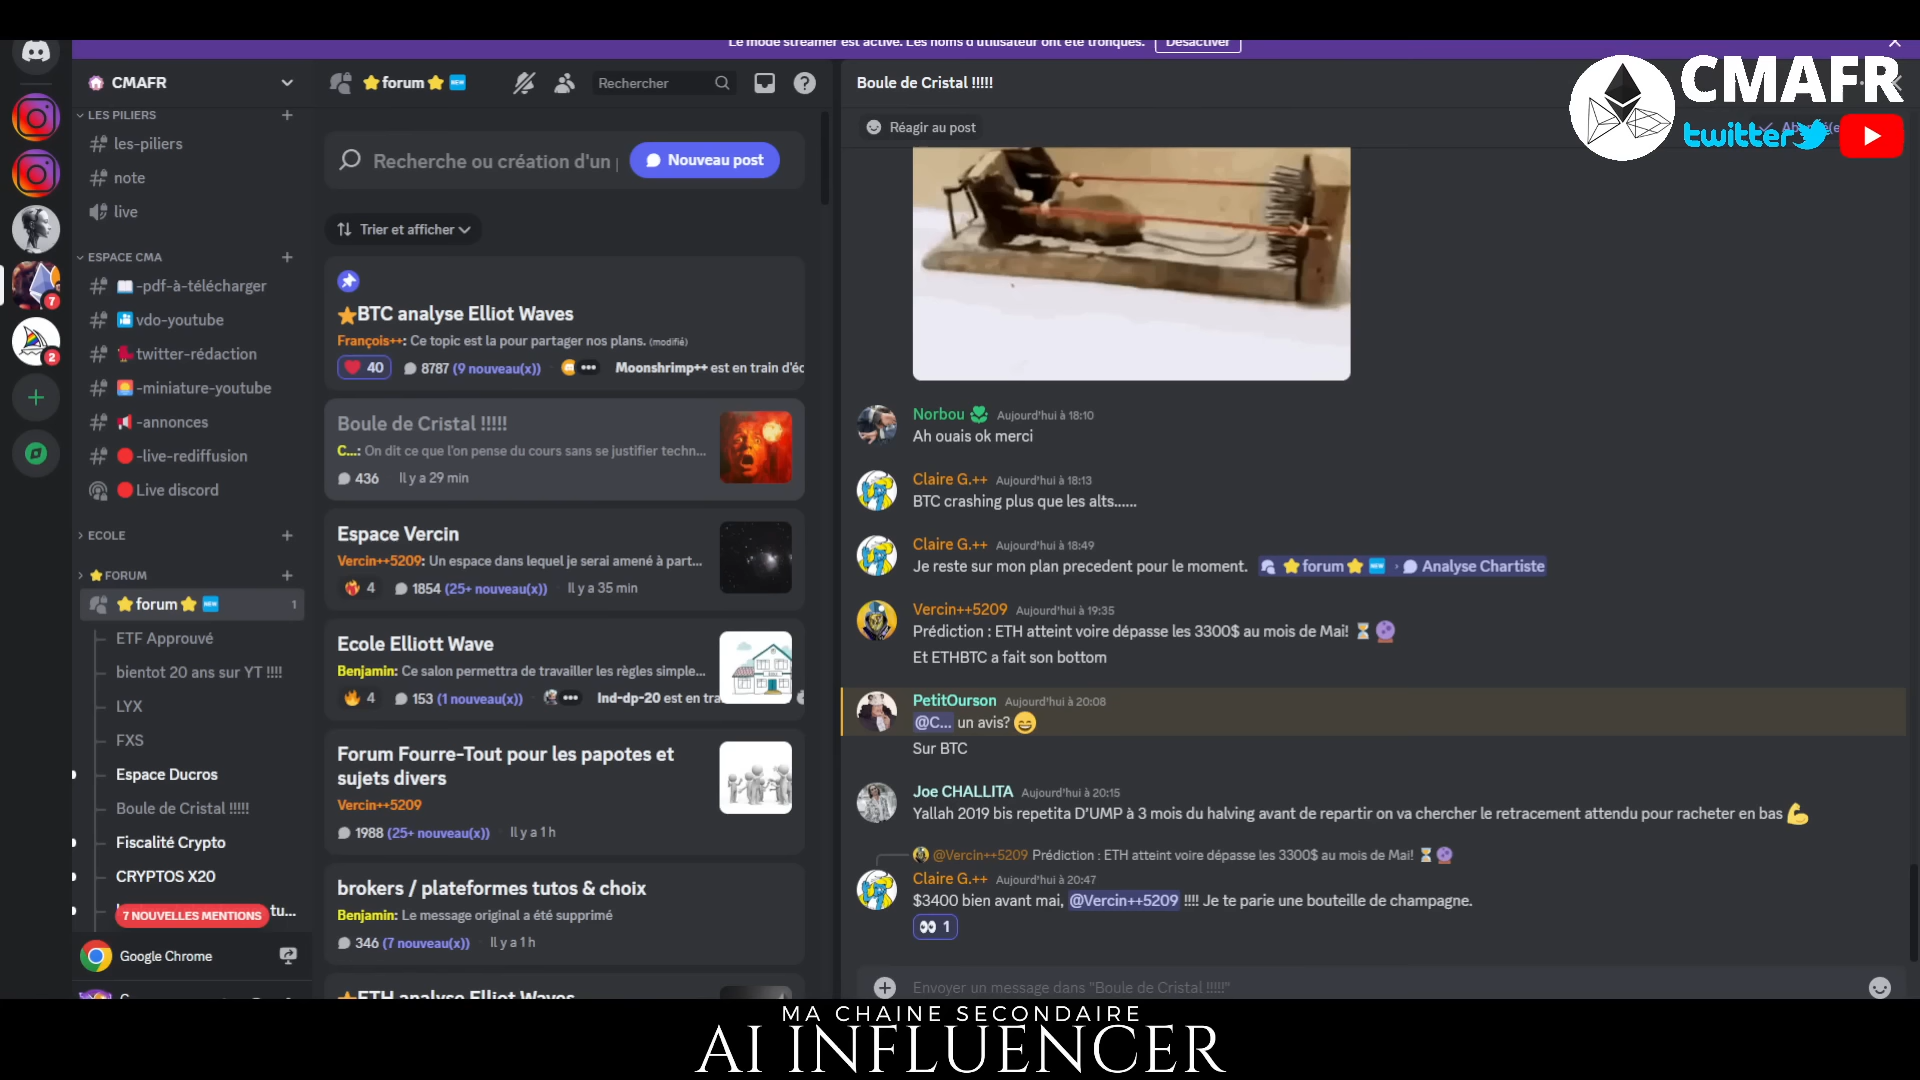 Le mode streamer est activé. Les noms d'utilisateur ont été tronqués.
Désactiver
CMAFR
LES PILIERS
les-piliers
note
live
ESPACE CMA
-pdf-à-télécharger
vdo-youtube
twitter-rédaction
-miniature-youtube
-annonces
-live-rediffusion
Live discord
ECOLE
FORUM
forum NEW
1
ETF Approuvé
bientot 20 ans sur YT !!!!
LYX
FXS
Espace Ducros
Boule de Cristal !!!!!
Fiscalité Crypto
CRYPTOS X20
7 NOUVELLES MENTIONS
tu...
Google Chrome
7
2
forum NEW
Rechercher
Recherche ou création d'un
Nouveau post
Trier et afficher
BTC analyse Elliot Waves
François++: Ce topic est la pour partager nos plans. (modifié)
40 8787 (9 nouveau(x)) Moonshrimp++ est en train d'éc
Boule de Cristal !!!!!
C...: On dit ce que l'on pense du cours sans se justifier techn...
436 Il y a 29 min
Espace Vercin
Vercin++5209: Un espace dans lequel je serai amené à part...
4 1854 (25+ nouveau(x)) Il y a 35 min
Ecole Elliott Wave
Benjamin: Ce salon permettra de travailler les règles simple...
4 153 (1 nouveau(x)) Ind-dp-20 est en tra
Forum Fourre-Tout pour les papotes et
sujets divers
Vercin++5209
1988 (25+ nouveau(x)) Il y a 1 h
brokers / plateformes tutos & choix
Benjamin: Le message original a été supprimé
346 (7 nouveau(x)) Il y a 1 h
ETH analyse Elliot Waves
Boule de Cristal !!!!!
Réagir au post
CMAFR
twitter
Norbou Aujourd'hui à 18:10
Ah ouais ok merci
Claire G.++ Aujourd'hui à 18:13
BTC crashing plus que les alts......
Claire G.++ Aujourd'hui à 18:49
Je reste sur mon plan precedent pour le moment. forum NEW › Analyse Chartiste
Vercin++5209 Aujourd'hui à 19:35
Prédiction : ETH atteint voire dépasse les 3300$ au mois de Mai!
Et ETHBTC a fait son bottom
PetitOurson Aujourd'hui à 20:08
@C... un avis?
Sur BTC
Joe CHALLITA Aujourd'hui à 20:15
Yallah 2019 bis repetita D'UMP à 3 mois du halving avant de repartir on va chercher le retracement attendu pour racheter en bas
@Vercin++5209 Prédiction : ETH atteint voire dépasse les 3300$ au mois de Mai!
Claire G.++ Aujourd'hui à 20:47
$3400 bien avant mai, @Vercin++5209 !!!! Je te parie une bouteille de champagne.
1
Envoyer un message dans "Boule de Cristal !!!!!"
MA CHAINE SECONDAIRE
AI INFLUENCER